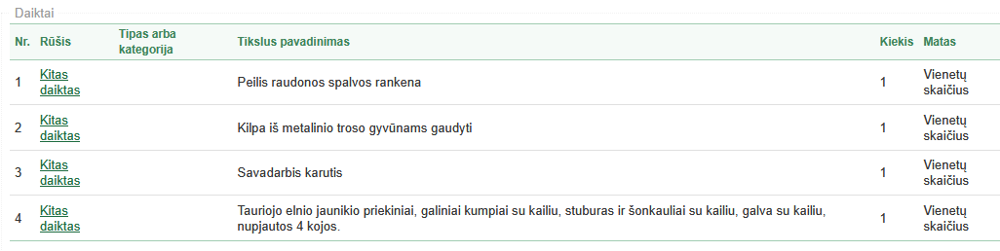 Daiktai
Nr. Rūšis Tipas arba kategorija Tikslus pavadinimas Kiekis Matas
1 Kitas daiktas Peilis raudonos spalvos rankena 1 Vienetų skaičius
2 Kitas daiktas Kilpa iš metalinio troso gyvūnams gaudyti 1 Vienetų skaičius
3 Kitas daiktas Savadarbis karutis 1 Vienetų skaičius
4 Kitas daiktas Tauriojo elnio jaunikio priekiniai, galiniai kumpiai su kailiu, stuburas ir šonkauliai su kailiu, galva su kailiu, nupjautos 4 kojos. 1 Vienetų skaičius